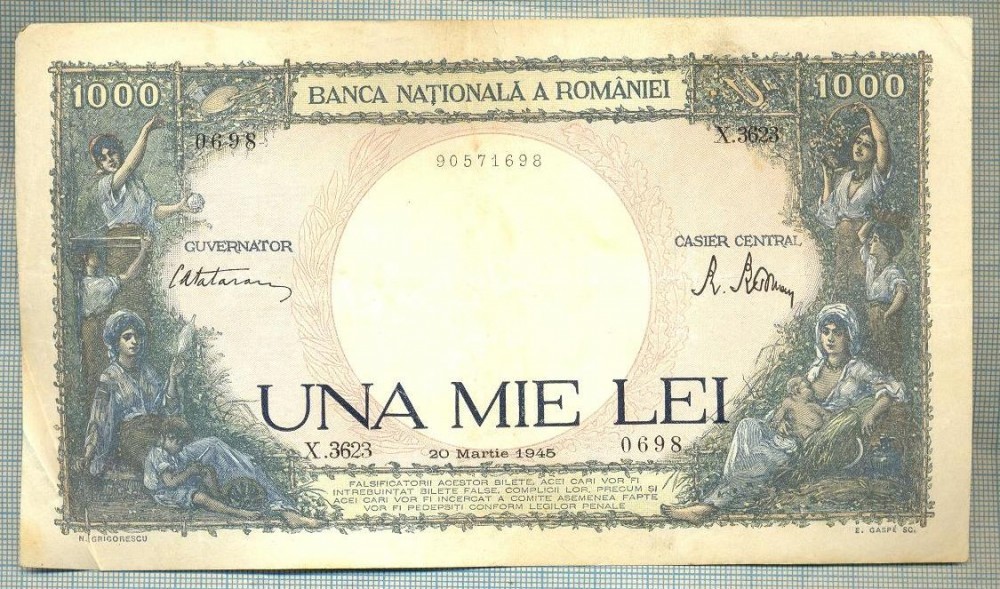 1000
BANCA NAȚIONALĂ A ROMÂNIEI
1000
0698
X.3623
90571698
GUVERNATOR
CASIER CENTRAL
UNA MIE LEI
X.3623
20 Martie 1945
0698
FALSIFICATORII ACESTOR BILETE, ACEI CARI VOR FI
INTREBUINȚAT BILETE FALSE, COMPLICII LOR, PRECUM ȘI
ACEI CARI VOR FI INCERCAT A COMITE ASEMENEA FAPTE
VOR FI PEDEPSITI CONFORM LEGILOR PENALE
N. GRIGORESCU
E. GASPÉ SC.